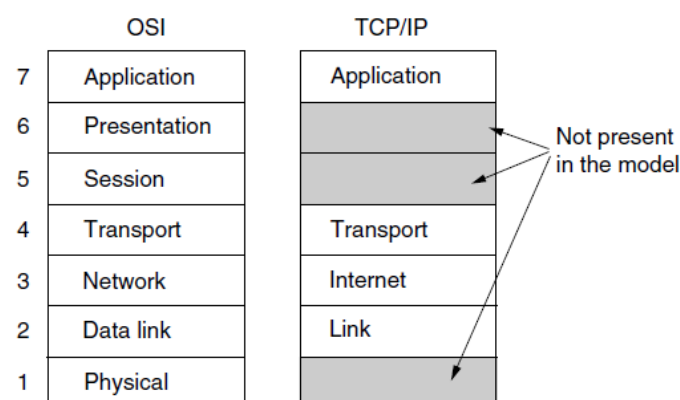 OSI TCP/IP
7 Application Application
6 Presentation
5 Session
4 Transport Transport
3 Network Internet
2 Data link Link
1 Physical
Not present
in the model